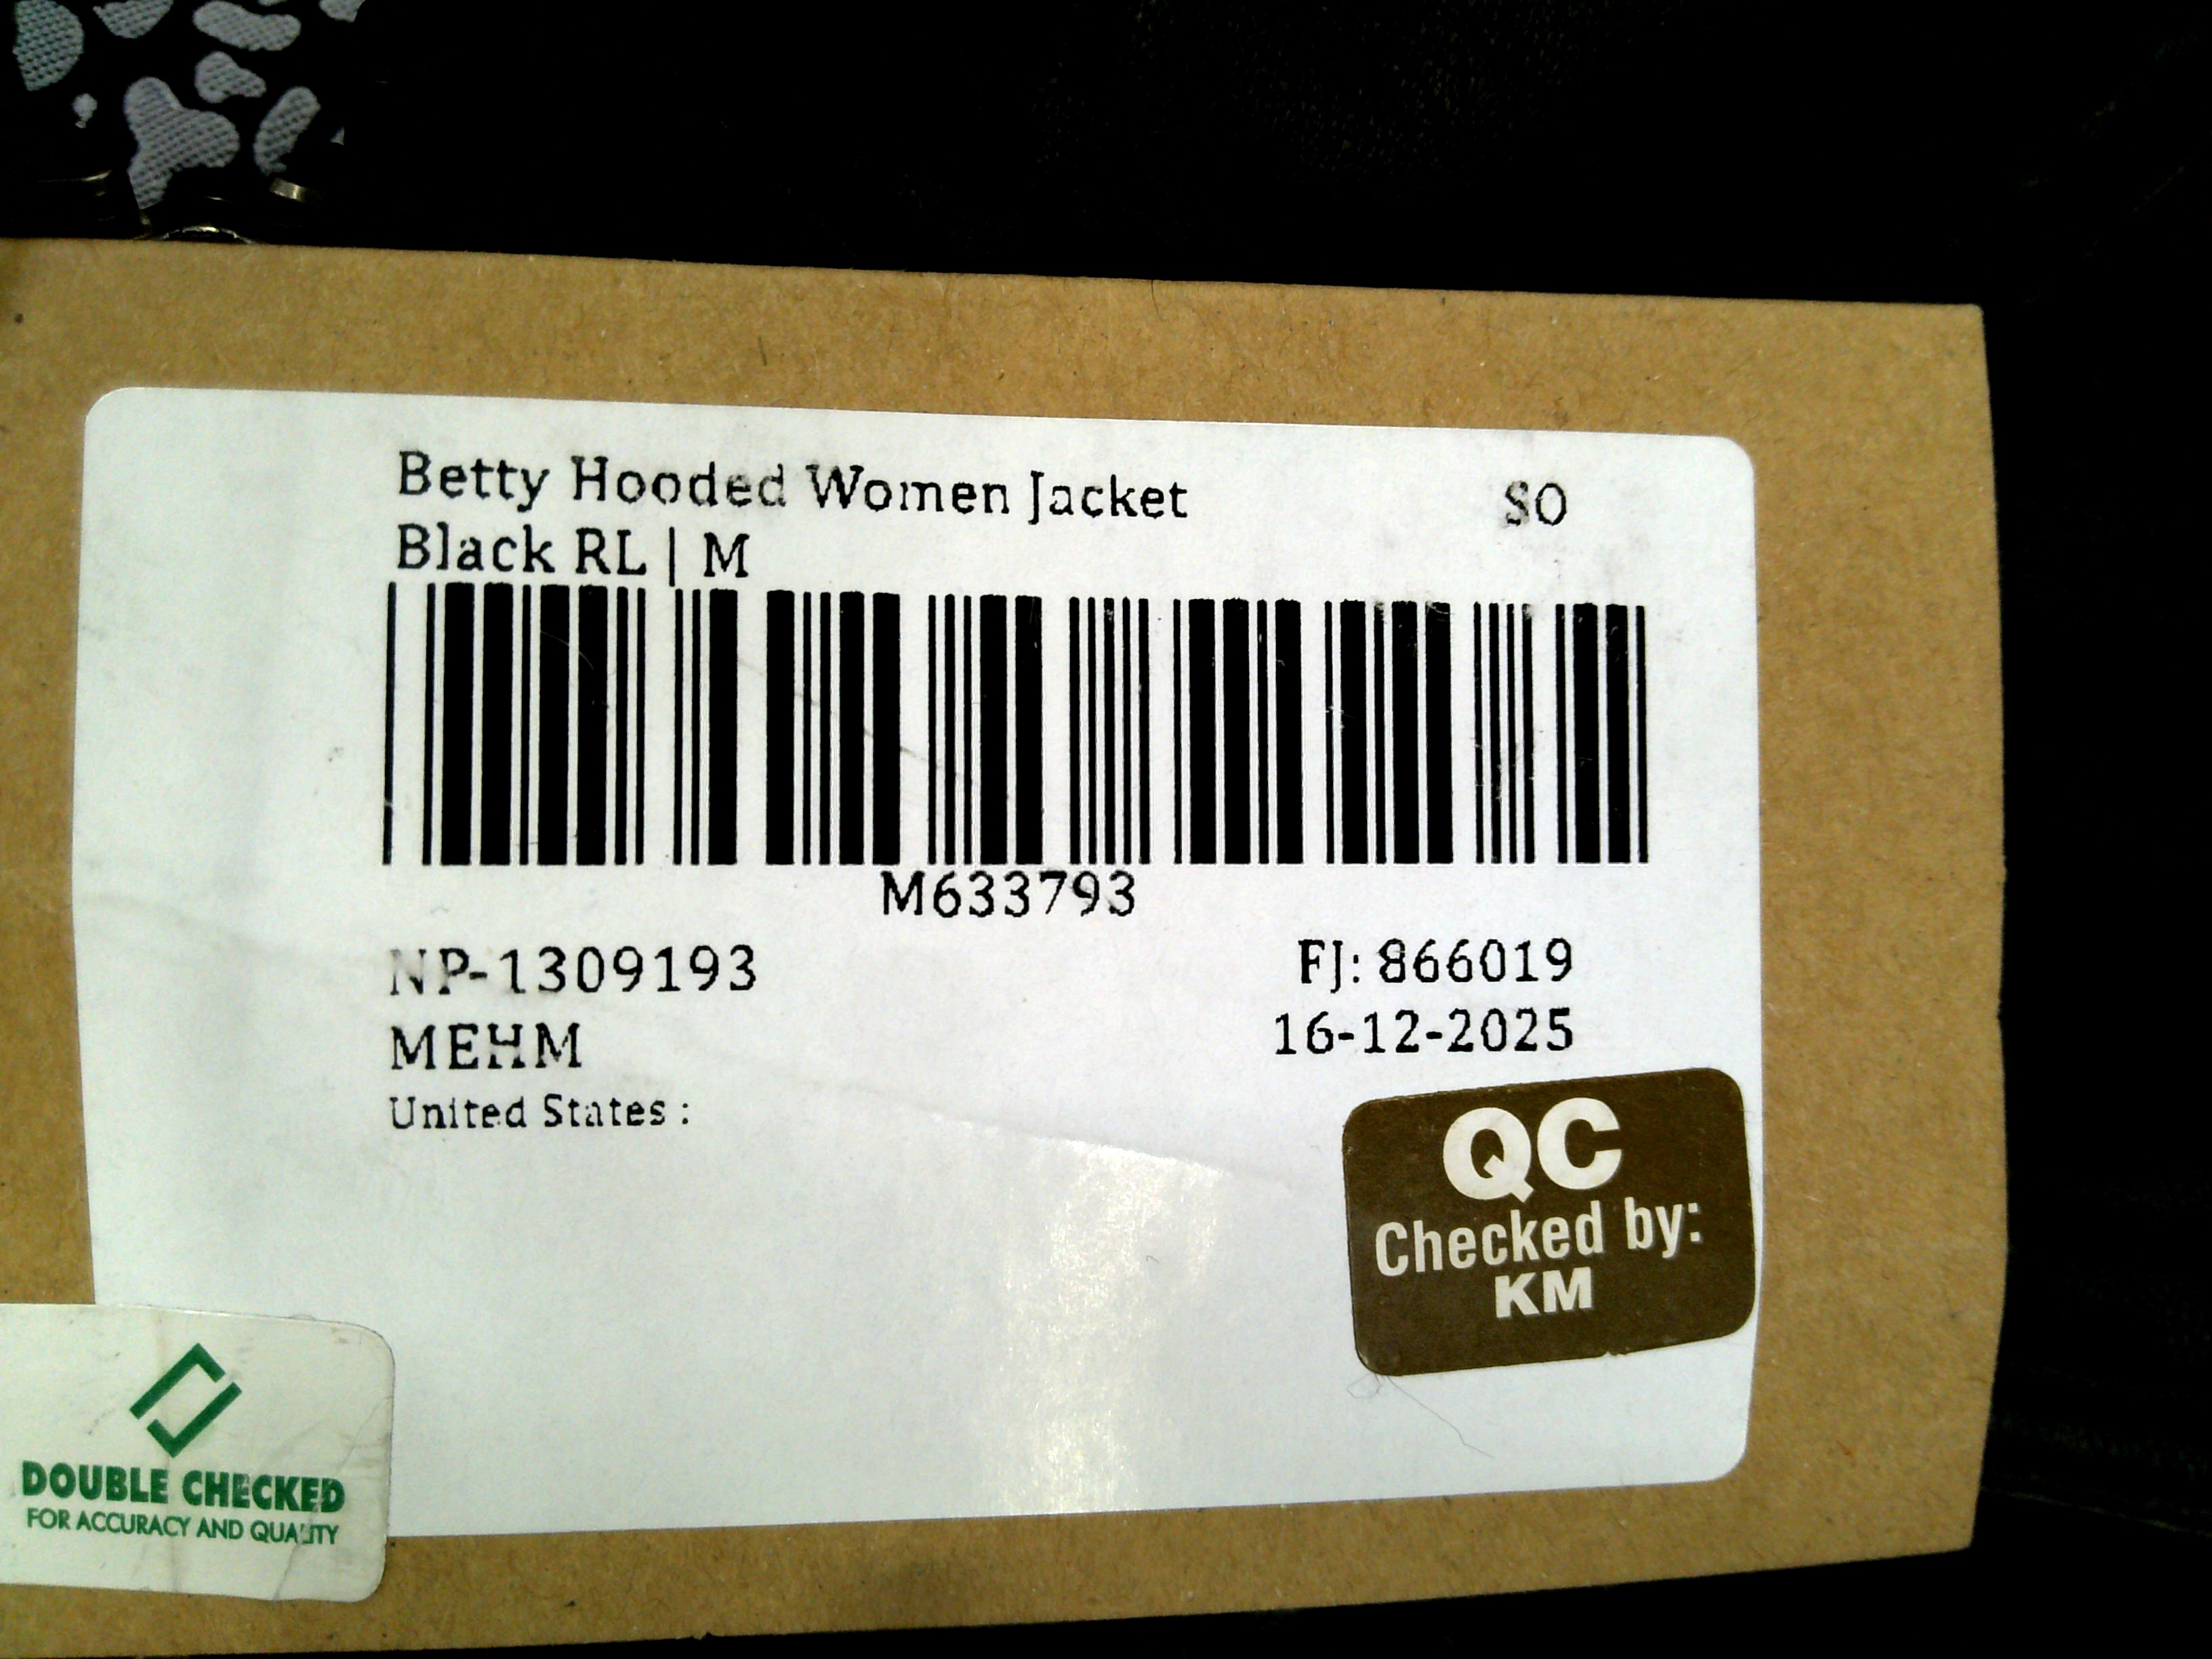 Betty Hooded Women Jacket
SO
Black RL | M
M633793
NP-1309193
FJ: 866019
MEHM
16-12-2025
United States :
QC
Checked by:
KM
DOUBLE CHECKED
FOR ACCURACY AND QUALITY